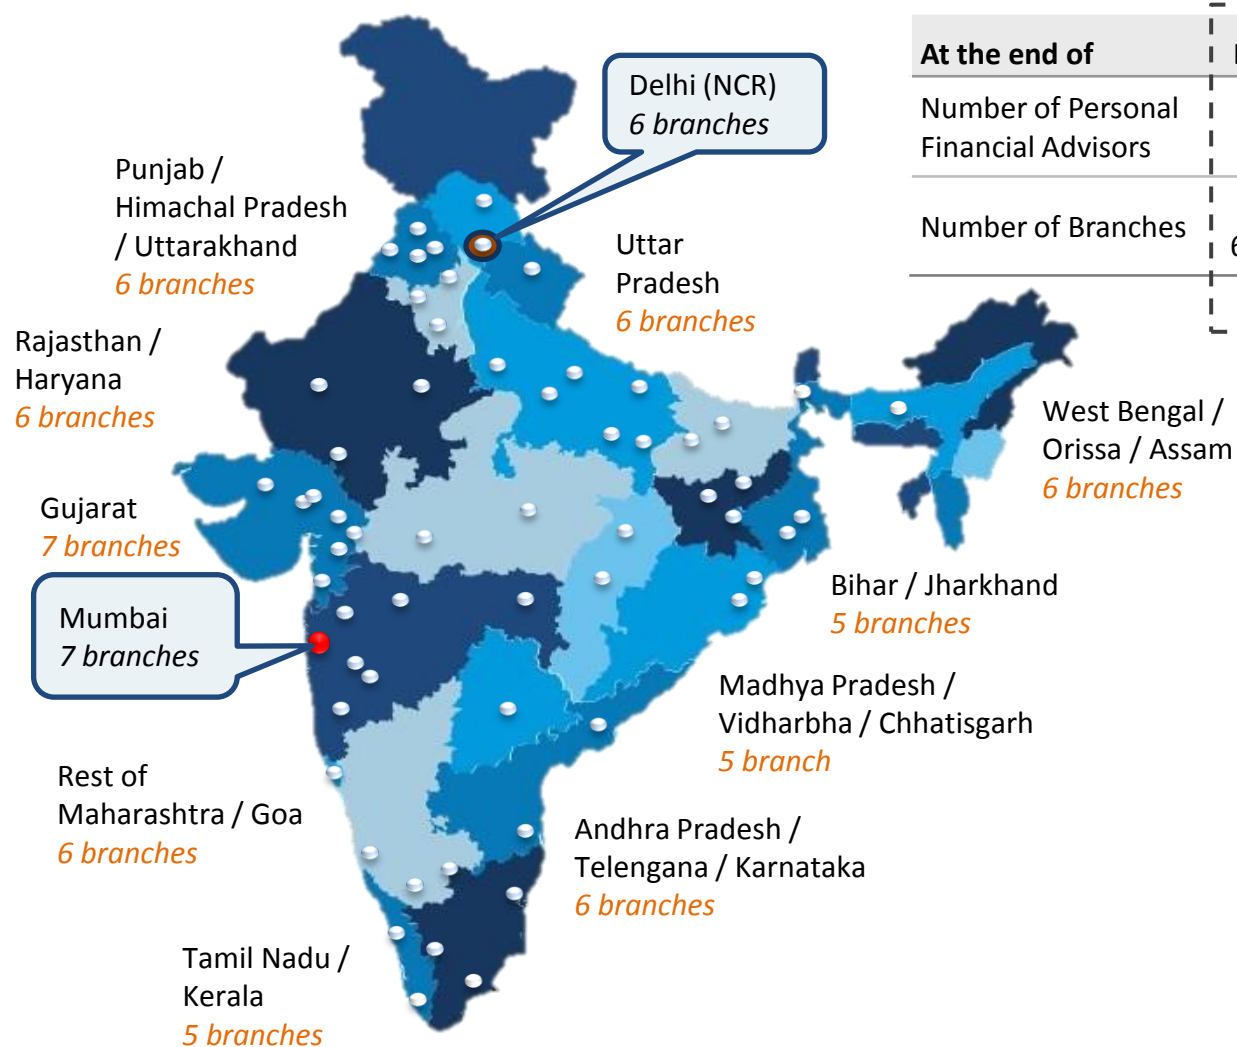 At the end of
Number of Personal
Financial Advisors
Number of Branches
6
Delhi (NCR)
6 branches
Punjab /
Himachal Pradesh
/ Uttarakhand
6 branches
Uttar
Pradesh
6 branches
Rajasthan /
Haryana
6 branches
West Bengal /
Orissa / Assam
6 branches
Gujarat
7 branches
Mumbai
7 branches
Bihar / Jharkhand
5 branches
Madhya Pradesh /
Vidharbha / Chhatisgarh
5 branch
Rest of
Maharashtra / Goa
6 branches
Andhra Pradesh /
Telengana / Karnataka
6 branches
Tamil Nadu /
Kerala
5 branches